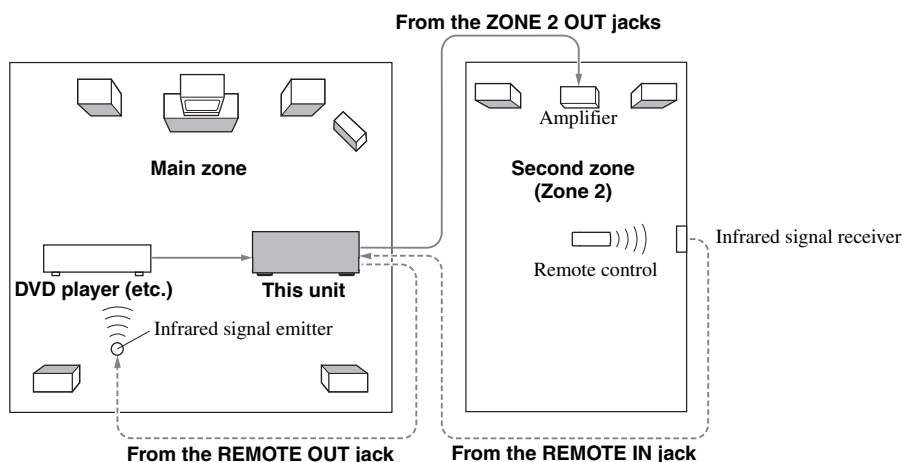 From the ZONE 2 OUT jacks
Amplifier
Main zone
Second zone
(Zone 2)
Infrared signal receiver
Remote control
DVD player (etc.)
This unit
Infrared signal emitter
From the REMOTE OUT jack
From the REMOTE IN jack